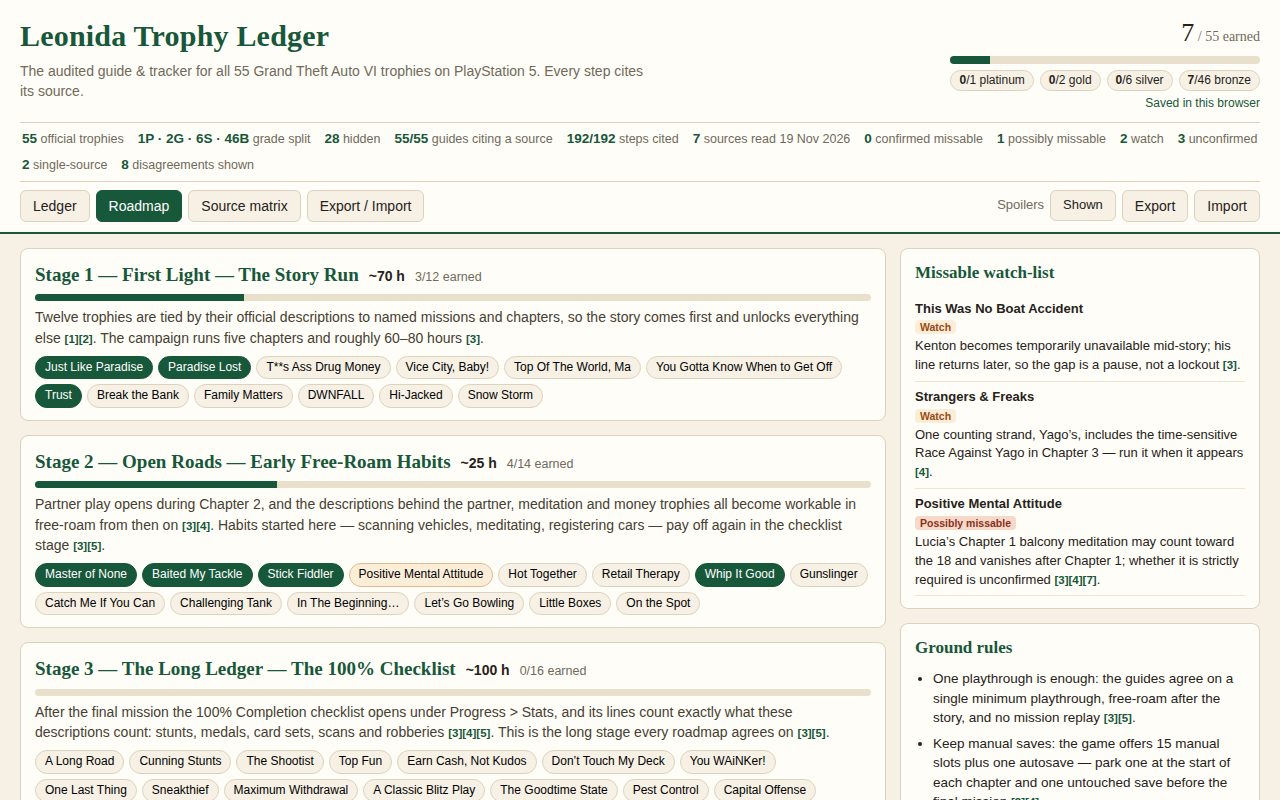 Leonida Trophy Ledger
The audited guide & tracker for all 55 Grand Theft Auto VI trophies on PlayStation 5. Every step cites
its source.
7 / 55 earned
0/1 platinum 0/2 gold 0/6 silver 7/46 bronze
Saved in this browser
55 official trophies 1P · 2G · 6S · 46B grade split 28 hidden 55/55 guides citing a source 192/192 steps cited 7 sources read 19 Nov 2026 0 confirmed missable 1 possibly missable 2 watch 3 unconfirmed
2 single-source 8 disagreements shown
Ledger Roadmap Source matrix Export / Import
Spoilers Shown Export Import
Stage 1 — First Light — The Story Run ~70 h 3/12 earned
Twelve trophies are tied by their official descriptions to named missions and chapters, so the story comes first and unlocks everything
else [1][2]. The campaign runs five chapters and roughly 60–80 hours [3].
Just Like Paradise Paradise Lost T**s Ass Drug Money Vice City, Baby! Top Of The World, Ma You Gotta Know When to Get Off
Trust Break the Bank Family Matters DWNFALL Hi-Jacked Snow Storm
Stage 2 — Open Roads — Early Free-Roam Habits ~25 h 4/14 earned
Partner play opens during Chapter 2, and the descriptions behind the partner, meditation and money trophies all become workable in
free-roam from then on [3][4]. Habits started here — scanning vehicles, meditating, registering cars — pay off again in the checklist
stage [3][5].
Master of None Baited My Tackle Stick Fiddler Positive Mental Attitude Hot Together Retail Therapy Whip It Good Gunslinger
Catch Me If You Can Challenging Tank In The Beginning… Let’s Go Bowling Little Boxes On the Spot
Stage 3 — The Long Ledger — The 100% Checklist ~100 h 0/16 earned
After the final mission the 100% Completion checklist opens under Progress > Stats, and its lines count exactly what these
descriptions count: stunts, medals, card sets, scans and robberies [3][4][5]. This is the long stage every roadmap agrees on [3][5].
A Long Road Cunning Stunts The Shootist Top Fun Earn Cash, Not Kudos Don’t Touch My Deck You WAiNKer!
One Last Thing Sneakthief Maximum Withdrawal A Classic Blitz Play The Goodtime State Pest Control Capital Offense
Missable watch-list
This Was No Boat Accident
Watch
Kenton becomes temporarily unavailable mid-story; his
line returns later, so the gap is a pause, not a lockout [3].
Strangers & Freaks
Watch
One counting strand, Yago’s, includes the time-sensitive
Race Against Yago in Chapter 3 — run it when it appears
[4].
Positive Mental Attitude
Possibly missable
Lucia’s Chapter 1 balcony meditation may count toward
the 18 and vanishes after Chapter 1; whether it is strictly
required is unconfirmed [3][4][7].
Ground rules
• One playthrough is enough: the guides agree on a
single minimum playthrough, free-roam after the
story, and no mission replay [3][5].
• Keep manual saves: the game offers 15 manual
slots plus one autosave — park one at the start of
each chapter and one untouched save before the
final mission